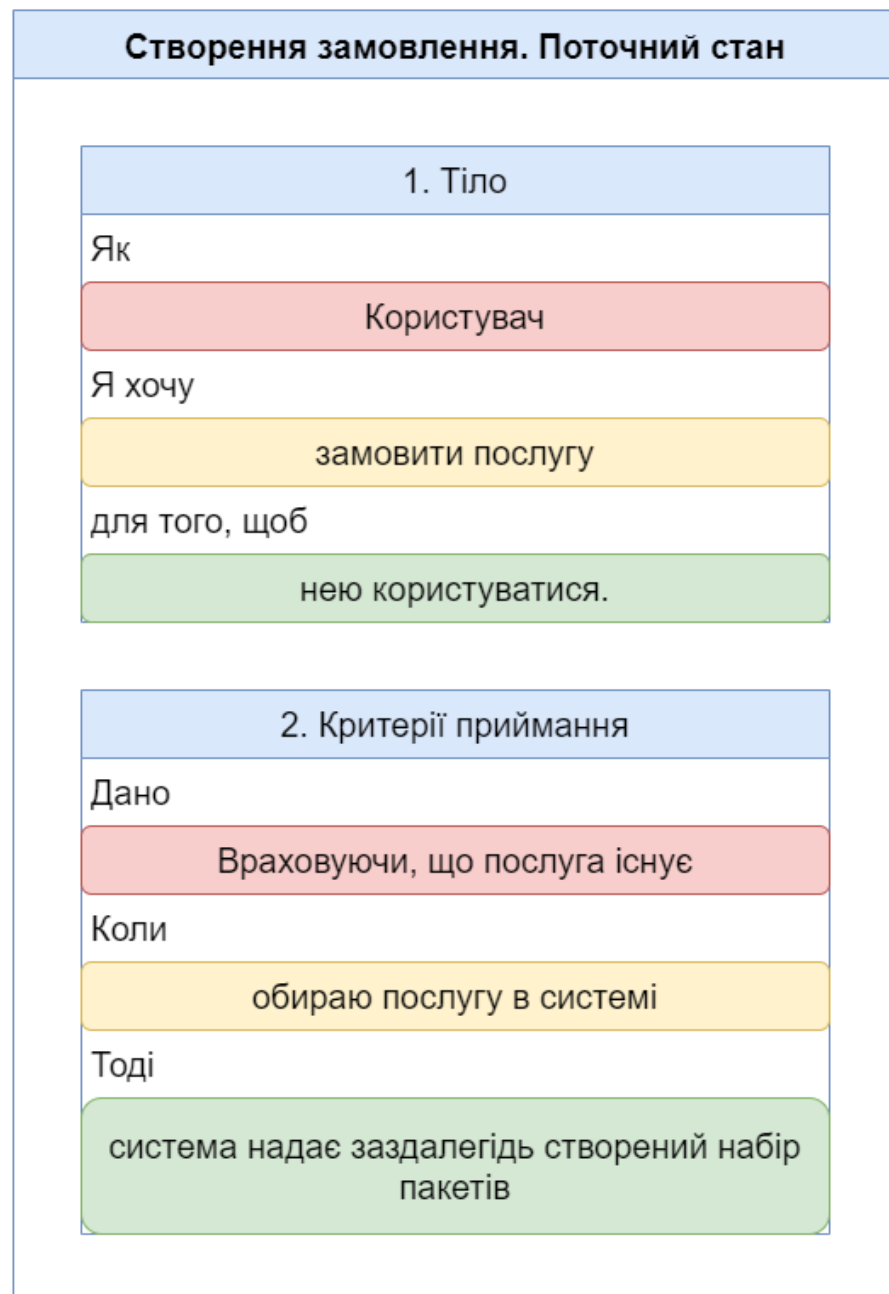 Створення замовлення. Поточний стан
1. Тіло
Як
Користувач
Я хочу
замовити послугу
для того, щоб
нею користуватися.
2. Критерії приймання
Дано
Враховуючи, що послуга існує
Коли
обираю послугу в системі
Тоді
система надає заздалегідь створений набір
пакетів